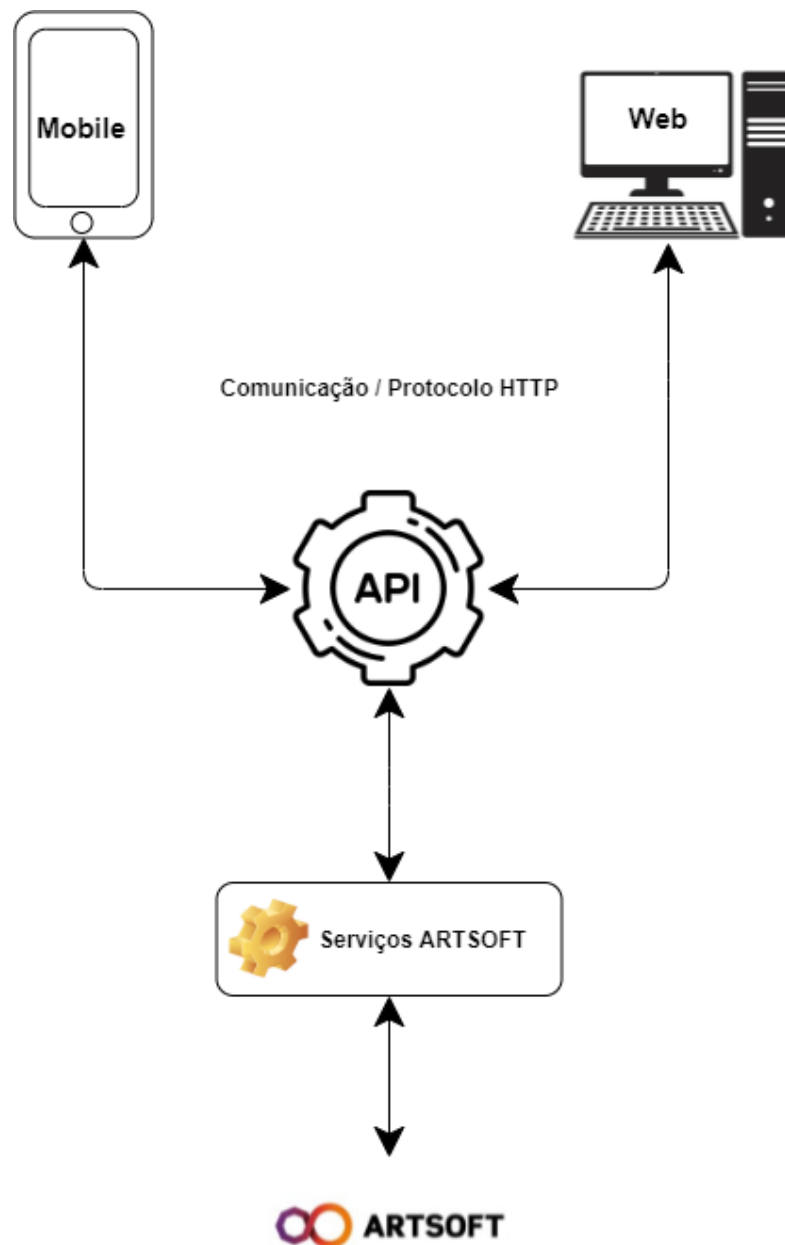 Mobile
Web
Comunicação / Protocolo HTTP
API
Serviços ARTSOFT
ARTSOFT